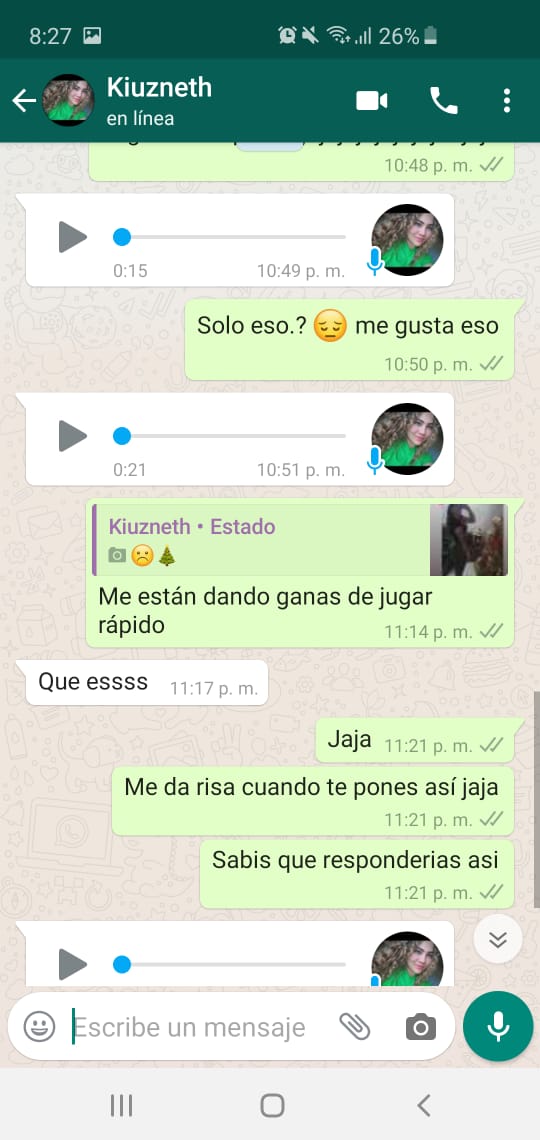 8:27
26%
Kiuzneth
en línea
10:48 p. m.
0:15
10:49 p. m.
Solo eso.? 😔 me gusta eso
10:50 p. m.
0:21
10:51 p. m.
Kiuzneth • Estado
☹️🎄
Me están dando ganas de jugar
rápido
11:14 p. m.
Que essss
11:17 p. m.
Jaja
11:21 p. m.
Me da risa cuando te pones así jaja
11:21 p. m.
Sabis que responderias asi
11:21 p. m.
Escribe un mensaje